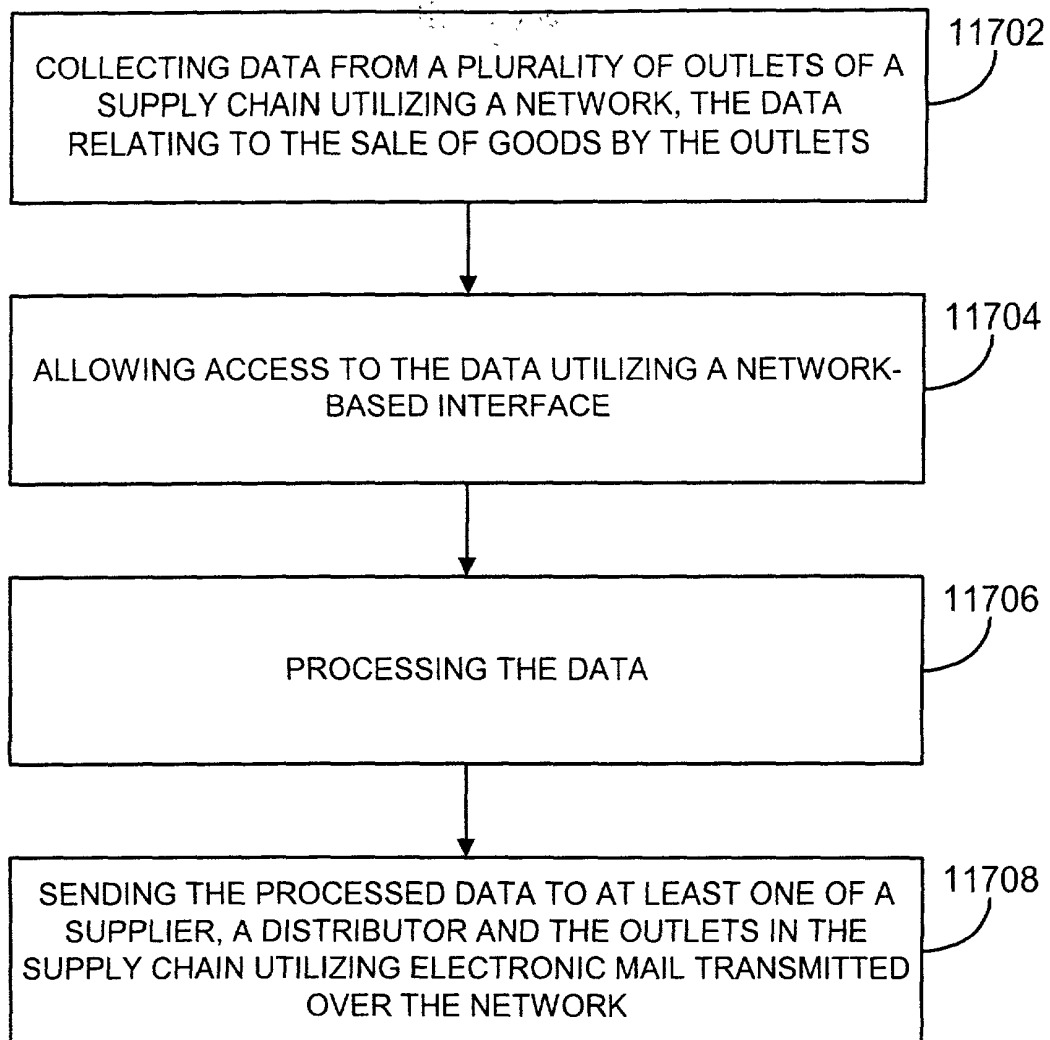 11702
COLLECTING DATA FROM A PLURALITY OF OUTLETS OF A
SUPPLY CHAIN UTILIZING A NETWORK, THE DATA
RELATING TO THE SALE OF GOODS BY THE OUTLETS
11704
ALLOWING ACCESS TO THE DATA UTILIZING A NETWORK-
BASED INTERFACE
11706
PROCESSING THE DATA
11708
SENDING THE PROCESSED DATA TO AT LEAST ONE OF A
SUPPLIER, A DISTRIBUTOR AND THE OUTLETS IN THE
SUPPLY CHAIN UTILIZING ELECTRONIC MAIL TRANSMITTED
OVER THE NETWORK